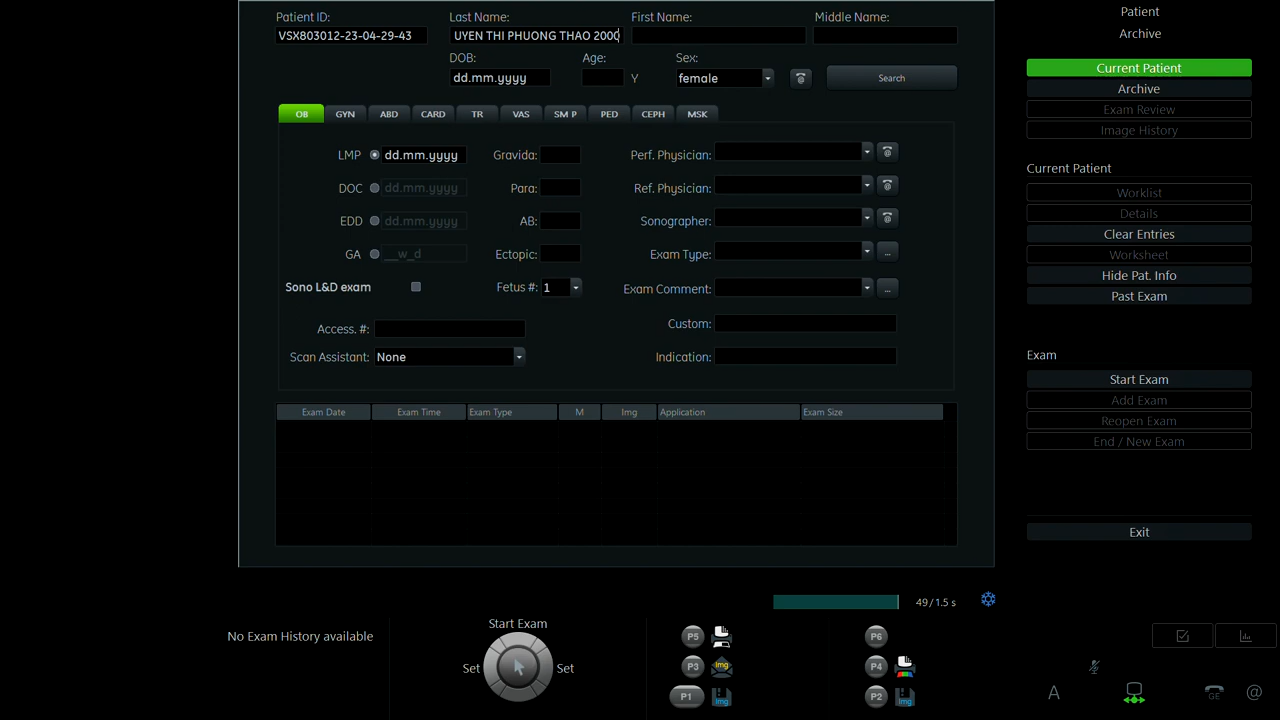 Patient ID: Last Name: First Name: Middle Name:
VSX803012-23-04-29-43 UYEN THI PHUONG THAO 2000
DOB: Age: Sex:
dd.mm.yyyy Y female Search
OB GYN ABD CARD TR VAS SM P PED CEPH MSK
LMP dd.mm.yyyy Gravida: Perf. Physician:
DOC dd.mm.yyyy Para: Ref. Physician:
EDD dd.mm.yyyy AB: Sonographer:
GA __w_d Ectopic: Exam Type: ...
Sono L&D exam Fetus #: 1 Exam Comment: ...
Access. #: Custom:
Scan Assistant: None Indication:
Exam Date Exam Time Exam Type M Img Application Exam Size
49/1.5 s
No Exam History available
Start Exam
Set Set
P5 P6
P3 Img P4
P1 Img P2 Img
Patient
Archive
Current Patient
Archive
Exam Review
Image History
Current Patient
Worklist
Details
Clear Entries
Worksheet
Hide Pat. Info
Past Exam
Exam
Start Exam
Add Exam
Reopen Exam
End / New Exam
Exit
A GE @